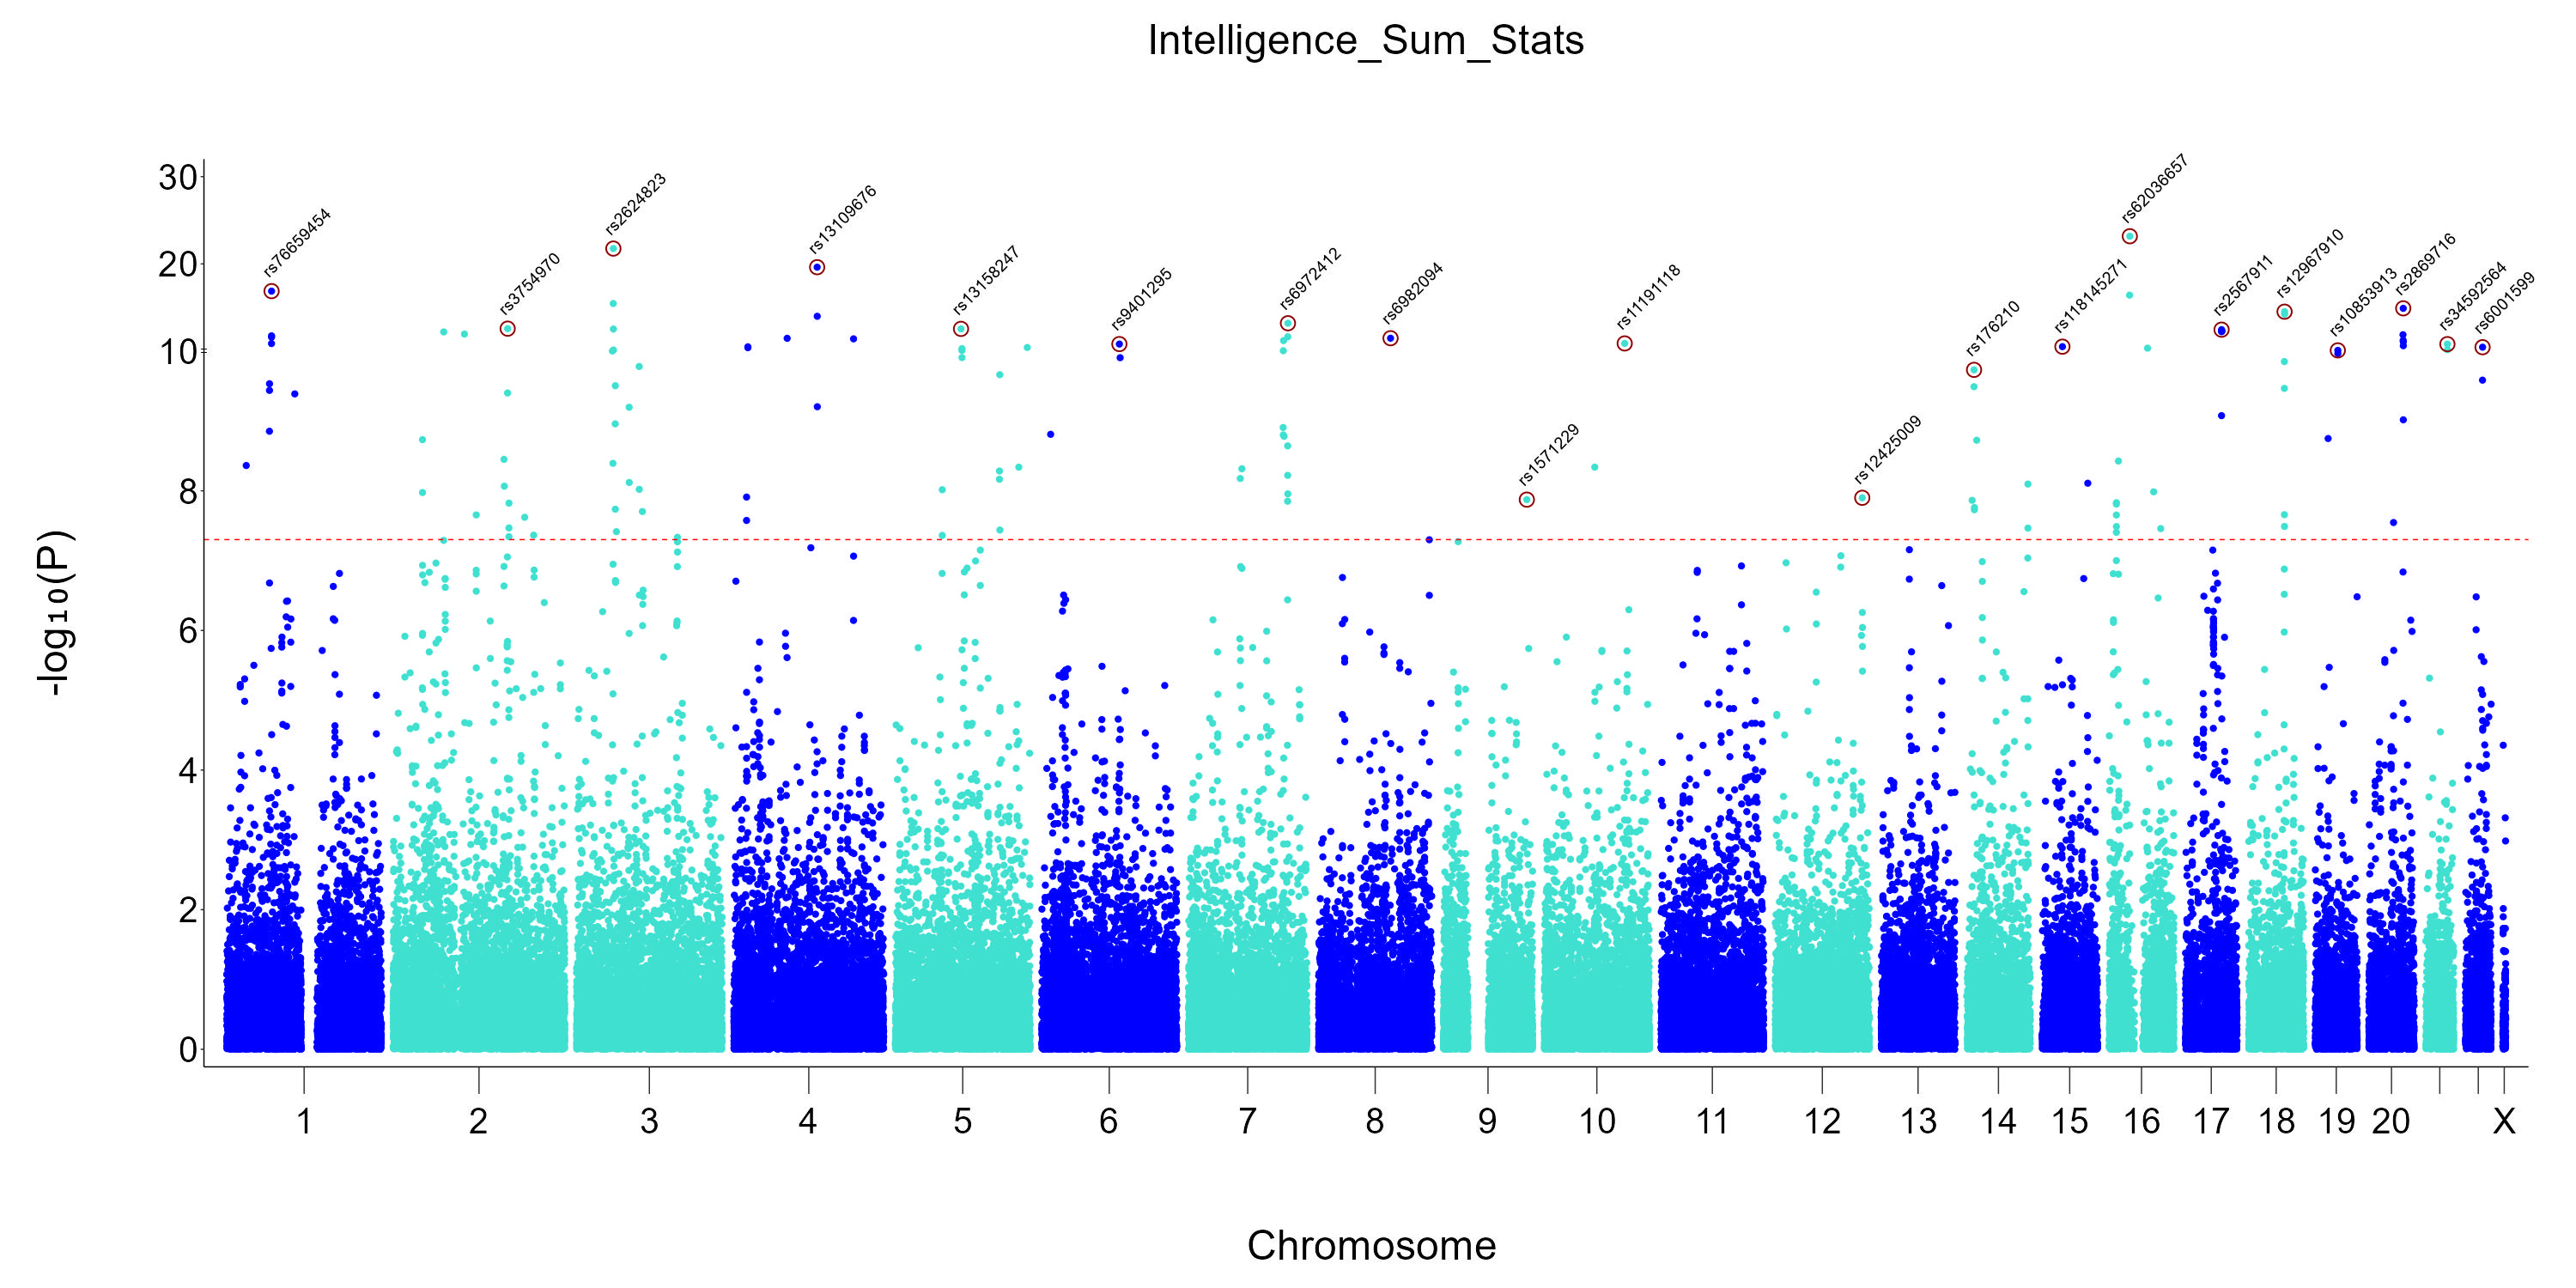 Intelligence_Sum_Stats
30
20
10
8
6
4
2
0
-log₁₀(P)
rs76659454
rs3754970
rs2624823
rs13109676
rs13158247
rs9401295
rs6972412
rs6982094
rs1571229
rs11191118
rs12425009
rs176210
rs118145271
rs62036657
rs2567911
rs12967910
rs10853913
rs2869716
rs34592564
rs6001599
1 2 3 4 5 6 7 8 9 10 11 12 13 14 15 16 17 18 19 20 X
Chromosome